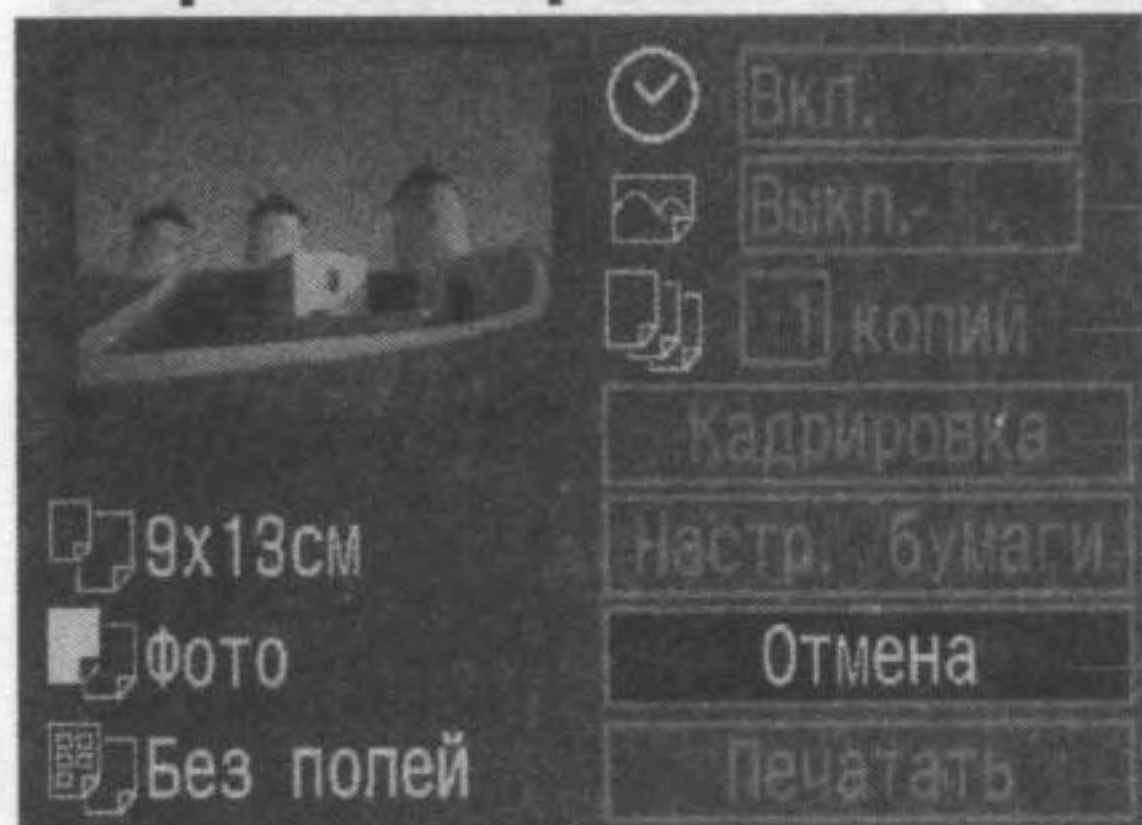 Вкл.
Выкл.
1 копий
Кадрировка
Настр. бумаги
9x13см
Фото
Отмена
Без полей
Печатать